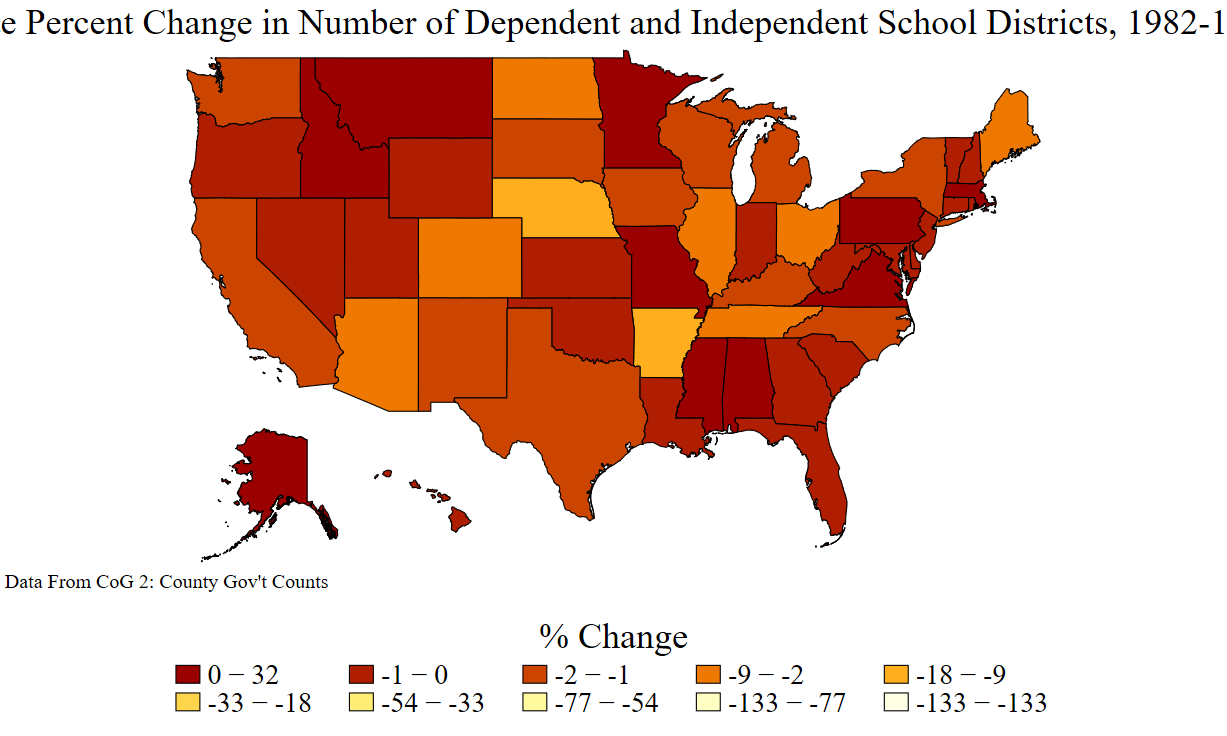 e Percent Change in Number of Dependent and Independent School Districts, 1982-1
Data From CoG 2: County Gov't Counts
% Change
0 – 32
-1 – 0
-2 – -1
-9 – -2
-18 – -9
-33 – -18
-54 – -33
-77 – -54
-133 – -77
-133 – -133